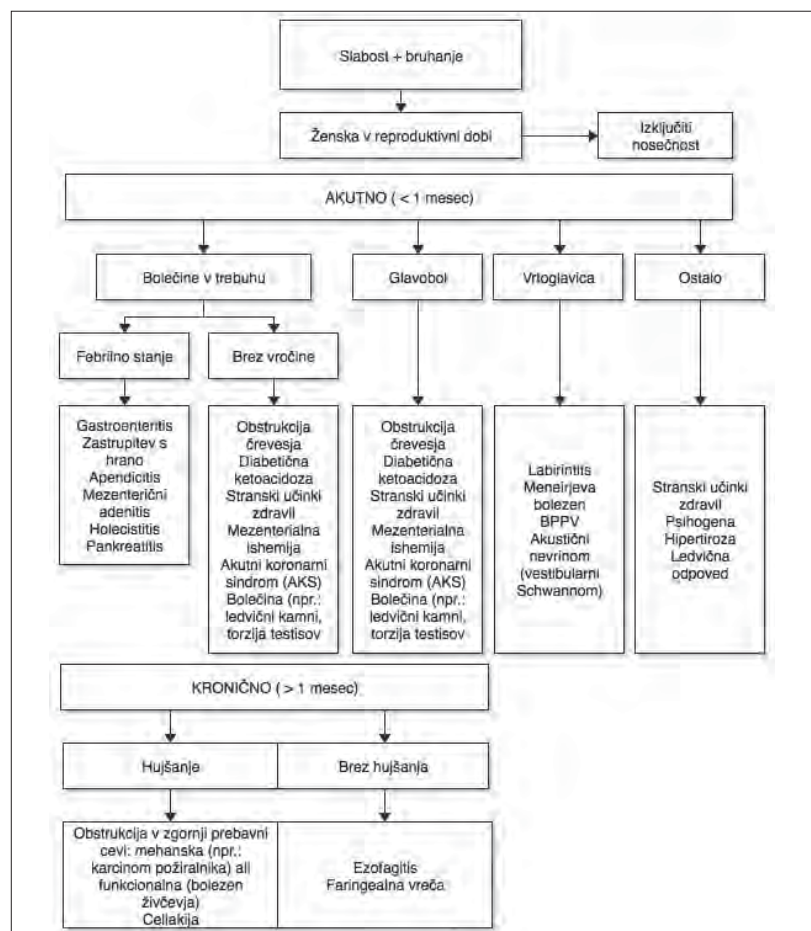 Slabost + bruhanje
Ženska v reproduktivni dobi
Izključiti
nosečnost
AKUTNO ( < 1 mesec)
Bolečine v trebuhu
Glavobol
Vrtoglavica
Ostalo
Febrilno stanje
Brez vročine
Gastroenteritis
Zastrupitev s
hrano
Apendicitis
Mezenterični
adenitis
Holecistitis
Pankreatitis
Obstrukcija
črevesja
Diabetična
ketoacidoza
Stranski učinki
zdravil
Mezenterialna
ishemija
Akutni koronarni
sindrom (AKS)
Bolečina (npr.:
ledvični kamni,
torzija testisov
Obstrukcija
črevesja
Diabetična
ketoacidoza
Stranski učinki
zdravil
Mezenterialna
ishemija
Akutni koronarni
sindrom (AKS)
Bolečina (npr.:
ledvični kamni,
torzija testisov
Labirintitis
Meneirjeva
bolezen
BPPV
Akustični
nevrinom
(vestibularni
Schwannom)
Stranski učinki
zdravil
Psihogena
Hipertiroza
Ledvična
odpoved
KRONIČNO ( > 1 mesec)
Hujšanje
Brez hujšanja
Obstrukcija v zgornji prebavni
cevi: mehanska (npr.:
karcinom požiralnika) ali
funkcionalna (bolezen
živčevja)
Celiakija
Ezofagitis
Faringealna vreča